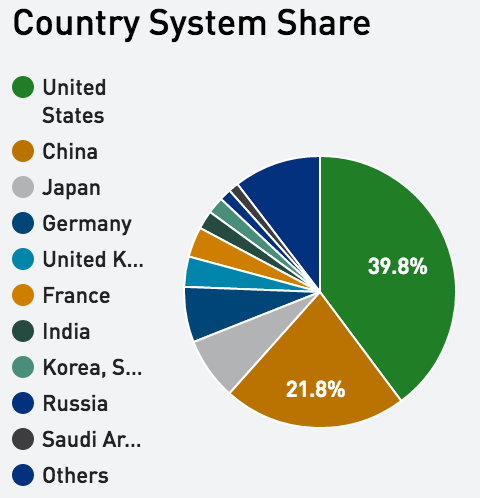 Country System Share
United
States
China
Japan
Germany
United K...
France
India
Korea, S...
Russia
Saudi Ar...
Others
39.8%
21.8%